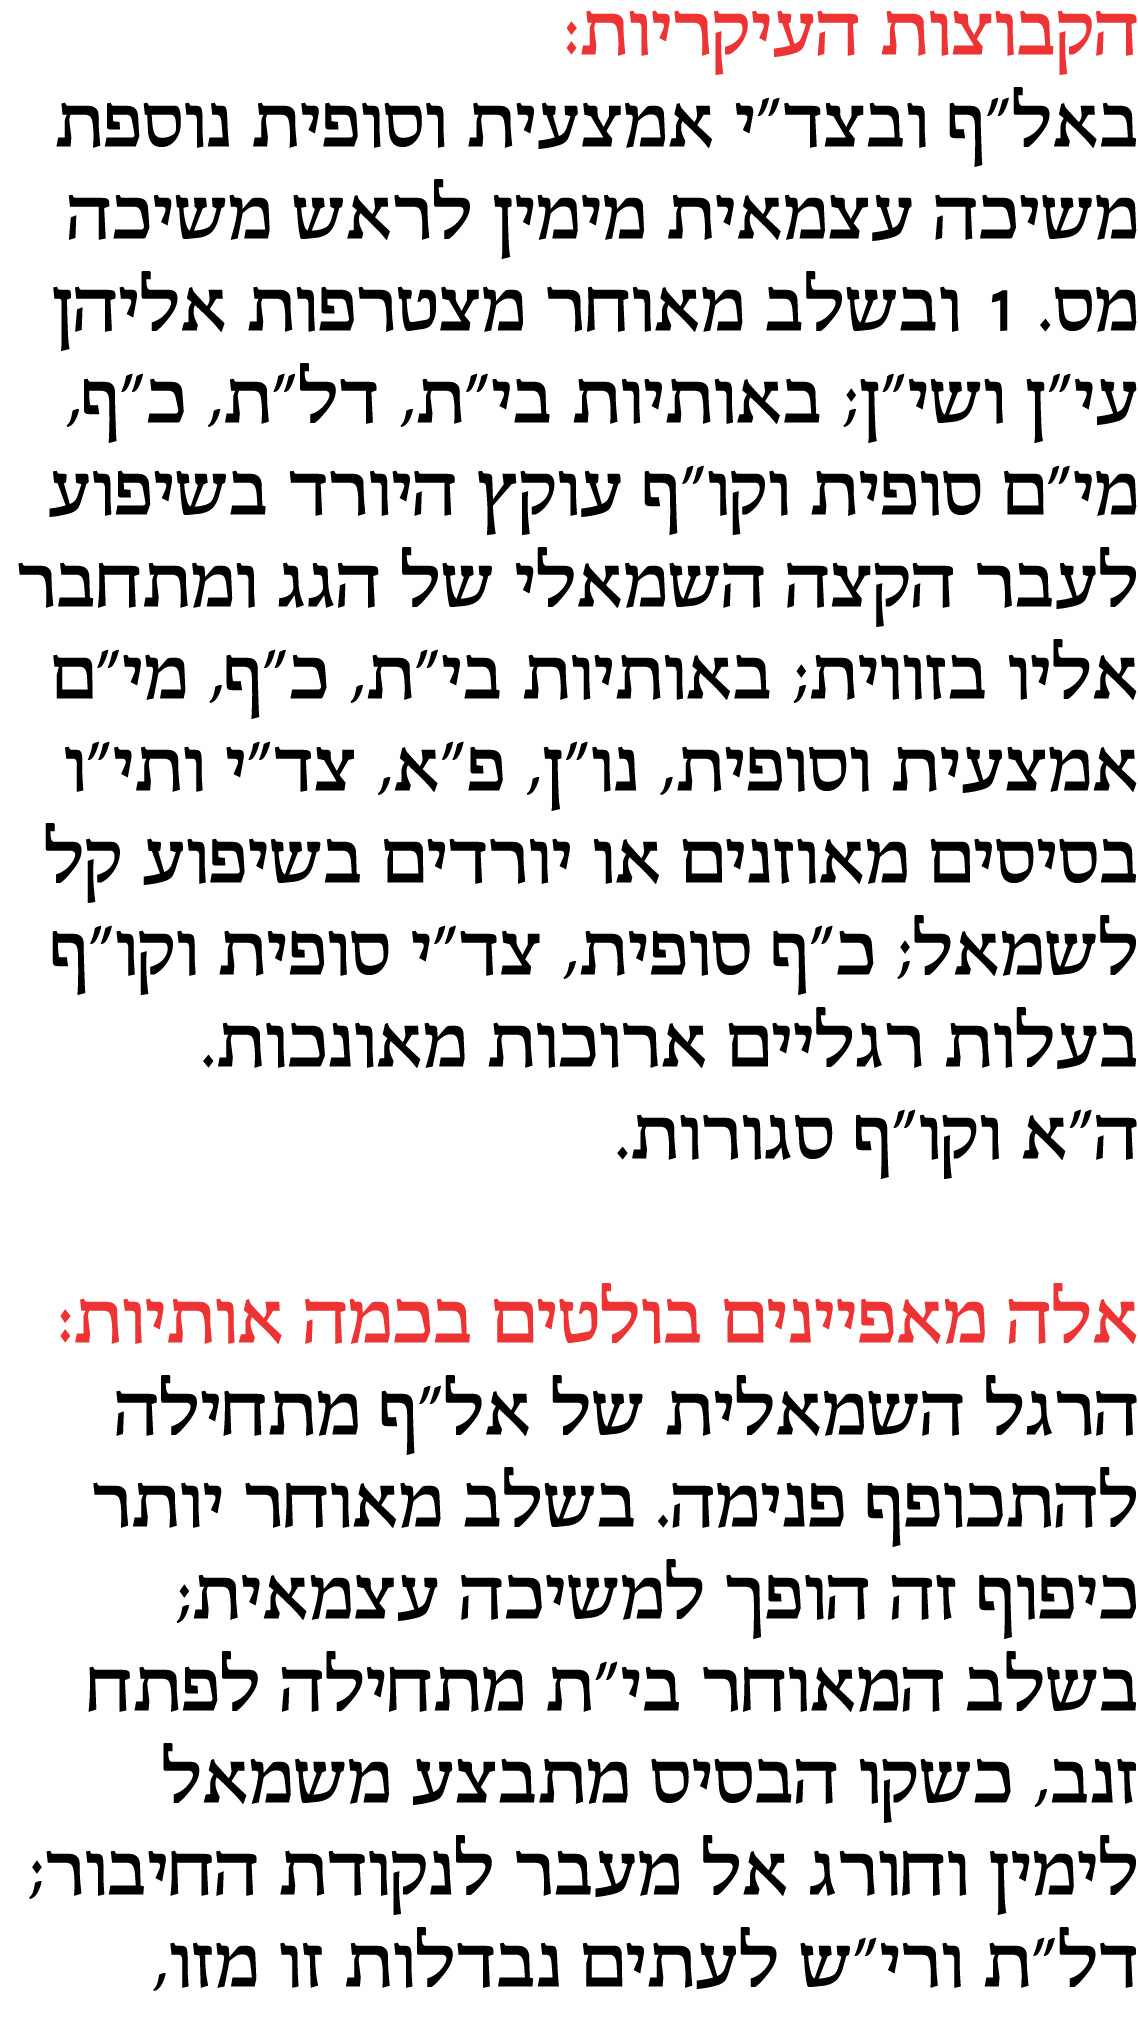 הקבוצות העיקריות:
באל״ף ובצד״י אמצעית וסופית נוספת
משיכה עצמאית מימין לראש משיכה
מס. 1 ובשלב מאוחר מצטרפות אליהן
עי״ן ושי״ן; באותיות בי״ת, דל״ת, כ״ף,
מי״ם סופית וקו״ף עוקץ היורד בשיפוע
לעבר הקצה השמאלי של הגג ומתחבר
אליו בזווית; באותיות בי״ת, כ״ף, מי״ם
אמצעית וסופית, נו״ן, פ״א, צד״י ותי״ו
בסיסים מאוזנים או יורדים בשיפוע קל
לשמאל; כ״ף סופית, צד״י סופית וקו״ף
בעלות רגליים ארוכות מאונכות.
ה״א וקו״ף סגורות.
אלה מאפיינים בולטים בכמה אותיות:
הרגל השמאלית של אל״ף מתחילה
להתכופף פנימה. בשלב מאוחר יותר
כיפוף זה הופך למשיכה עצמאית;
בשלב המאוחר בי״ת מתחילה לפתח
זנב, כשקו הבסיס מתבצע משמאל
לימין וחורג אל מעבר לנקודת החיבור;
דל״ת ורי״ש לעתים נבדלות זו מזו,